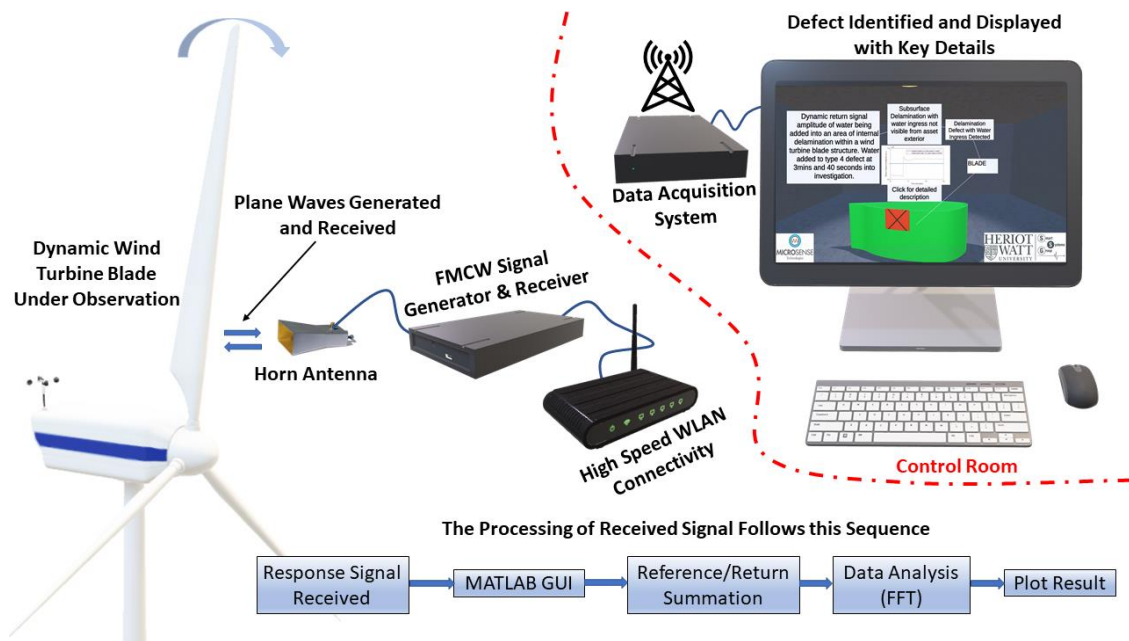 Defect Identified and Displayed
with Key Details
Dynamic return signal
amplitude of water being
added into an area of internal
delamination within a wind
turbine blade structure. Water
added to type 4 defect at
3mins and 40 seconds into
investigation.
Subsurface
Delamination with
water ingress not
visible from asset
exterior
Delamination
Defect with Water
Ingress Detected
BLADE
Click for detailed
description
MICROSENSE
HERIOT
WATT
UNIVERSITY
Data Acquisition
System
Plane Waves Generated
and Received
Dynamic Wind
Turbine Blade
Under Observation
FMCW Signal
Generator & Receiver
Horn Antenna
High Speed WLAN
Connectivity
Control Room
The Processing of Received Signal Follows this Sequence
Response Signal
Received
MATLAB GUI
Reference/Return
Summation
Data Analysis
(FFT)
Plot Result